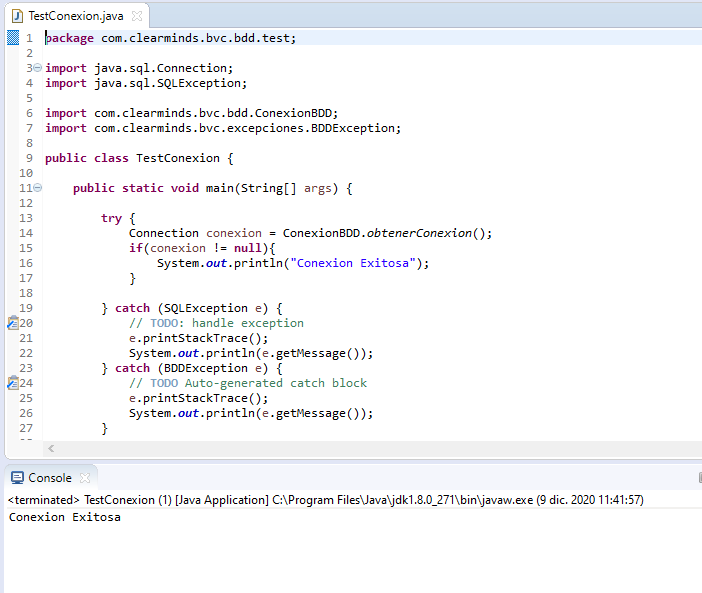 TestConexion.java
1 package com.clearminds.bvc.bdd.test;
2
3 import java.sql.Connection;
4 import java.sql.SQLException;
5
6 import com.clearminds.bvc.bdd.ConexionBDD;
7 import com.clearminds.bvc.excepciones.BDDException;
8
9 public class TestConexion {
10
11 public static void main(String[] args) {
12
13 try {
14 Connection conexion = ConexionBDD.obtenerConexion();
15 if(conexion != null){
16 System.out.println("Conexion Exitosa");
17 }
18
19 } catch (SQLException e) {
20 // TODO: handle exception
21 e.printStackTrace();
22 System.out.println(e.getMessage());
23 } catch (BDDException e) {
24 // TODO Auto-generated catch block
25 e.printStackTrace();
26 System.out.println(e.getMessage());
27 }
Console
<terminated> TestConexion (1) [Java Application] C:\Program Files\Java\jdk1.8.0_271\bin\javaw.exe (9 dic. 2020 11:41:57)
Conexion Exitosa